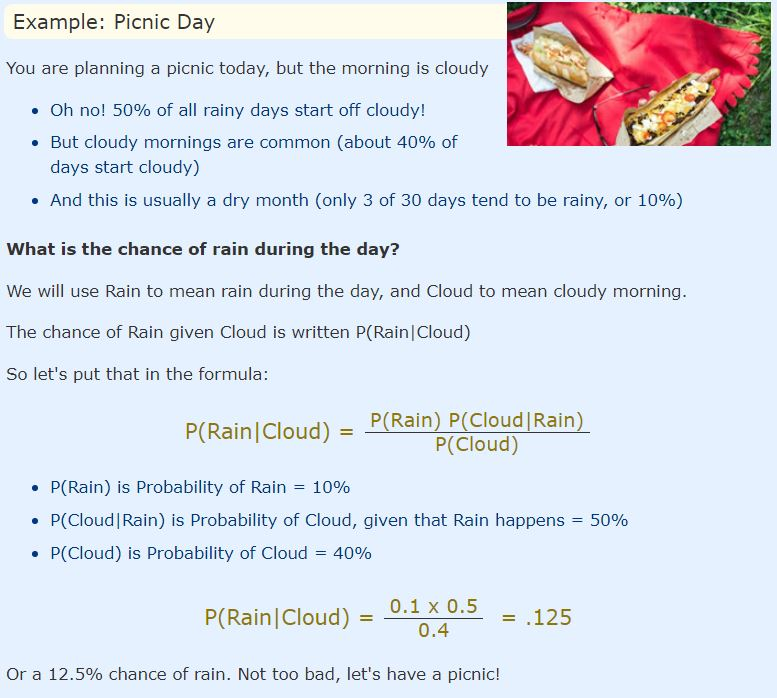 Example: Picnic Day
You are planning a picnic today, but the morning is cloudy
• Oh no! 50% of all rainy days start off cloudy!
• But cloudy mornings are common (about 40% of
days start cloudy)
• And this is usually a dry month (only 3 of 30 days tend to be rainy, or 10%)
What is the chance of rain during the day?
We will use Rain to mean rain during the day, and Cloud to mean cloudy morning.
The chance of Rain given Cloud is written P(Rain|Cloud)
So let's put that in the formula:
P(Rain|Cloud) = P(Rain) P(Cloud|Rain)
P(Cloud)
• P(Rain) is Probability of Rain = 10%
• P(Cloud|Rain) is Probability of Cloud, given that Rain happens = 50%
• P(Cloud) is Probability of Cloud = 40%
P(Rain|Cloud) = 0.1 x 0.5 = .125
0.4
Or a 12.5% chance of rain. Not too bad, let's have a picnic!